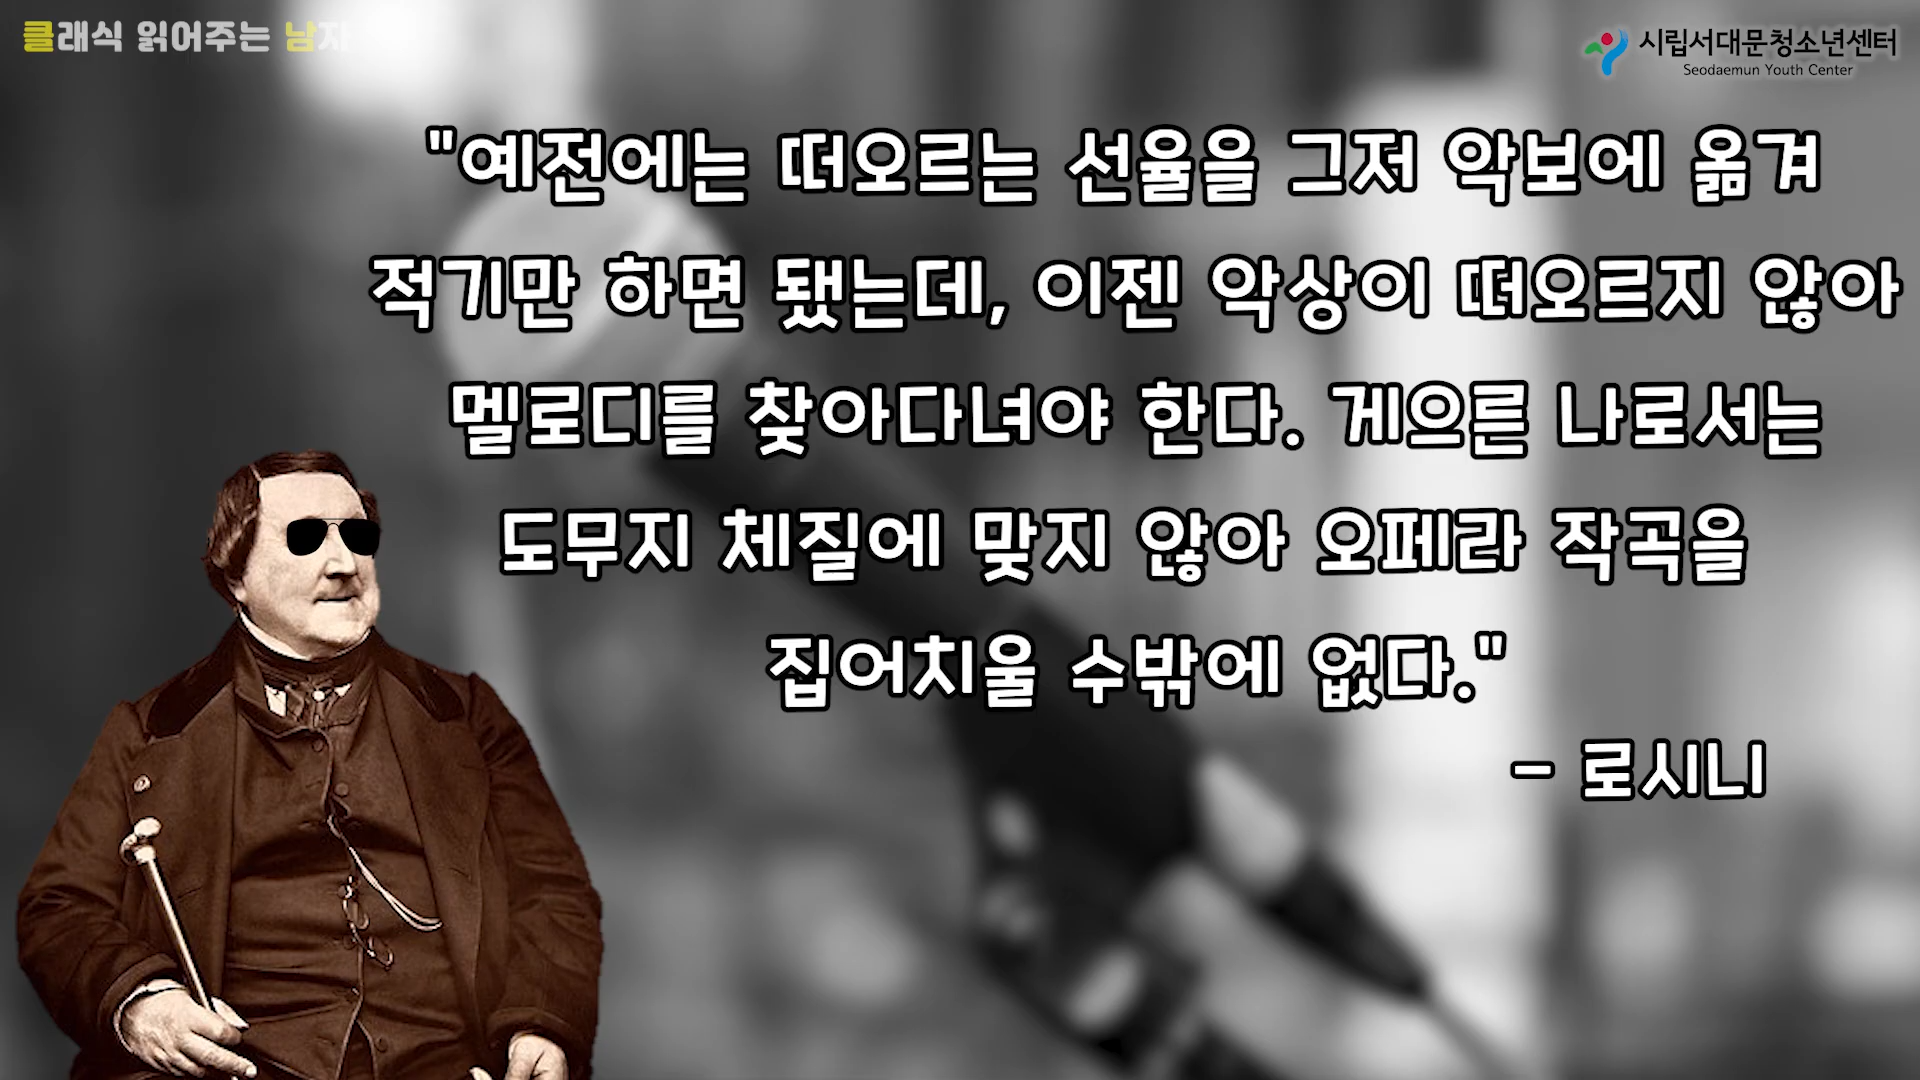 클래식 읽어주는 남자
시립서대문청소년센터
Seodaemun Youth Center
"예전에는 떠오르는 선율을 그저 악보에 옮겨
적기만 하면 됐는데, 이젠 악상이 떠오르지 않아
멜로디를 찾아다녀야 한다. 게으른 나로서는
도무지 체질에 맞지 않아 오페라 작곡을
집어치울 수밖에 없다."
- 로시니